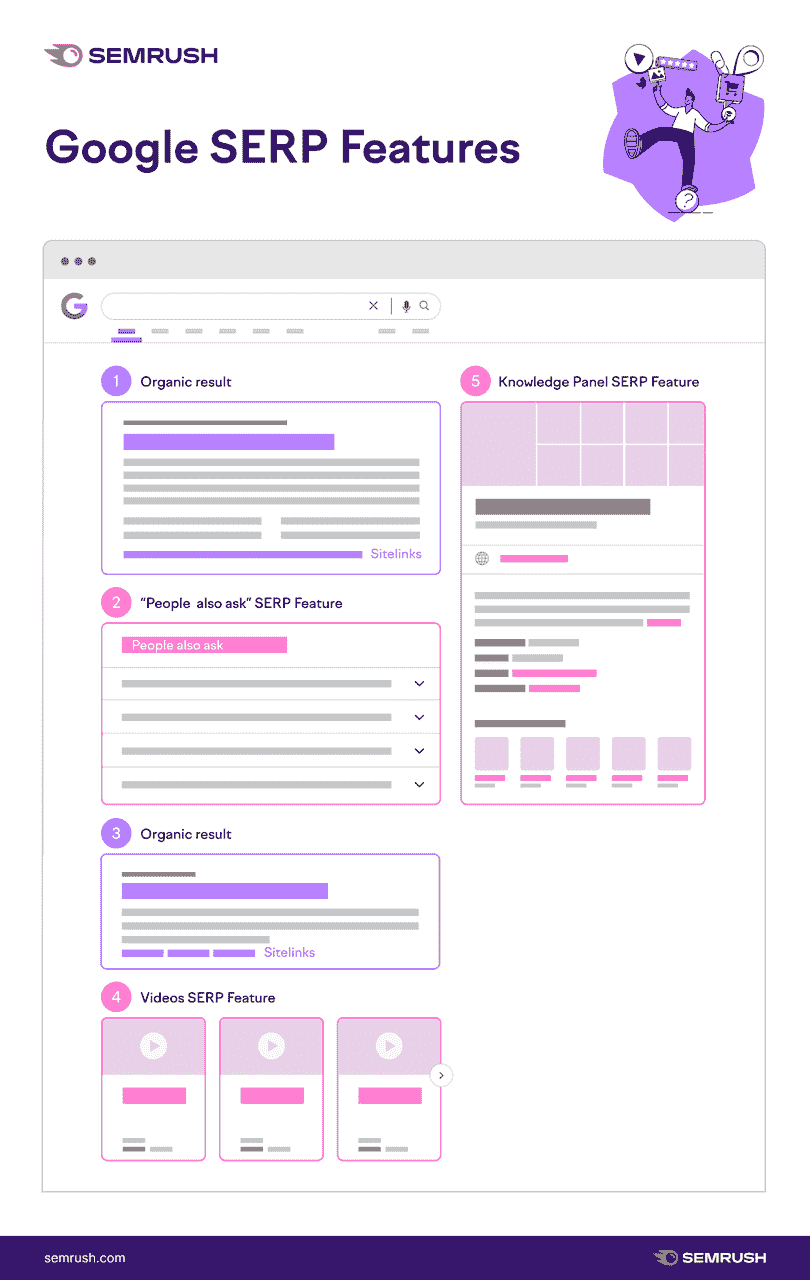 SEMRUSH
Google SERP Features
?
G
1 Organic result
Sitelinks
2 “People also ask” SERP Feature
People also ask
3 Organic result
Sitelinks
4 Videos SERP Feature
5 Knowledge Panel SERP Feature
semrush.com
SEMRUSH